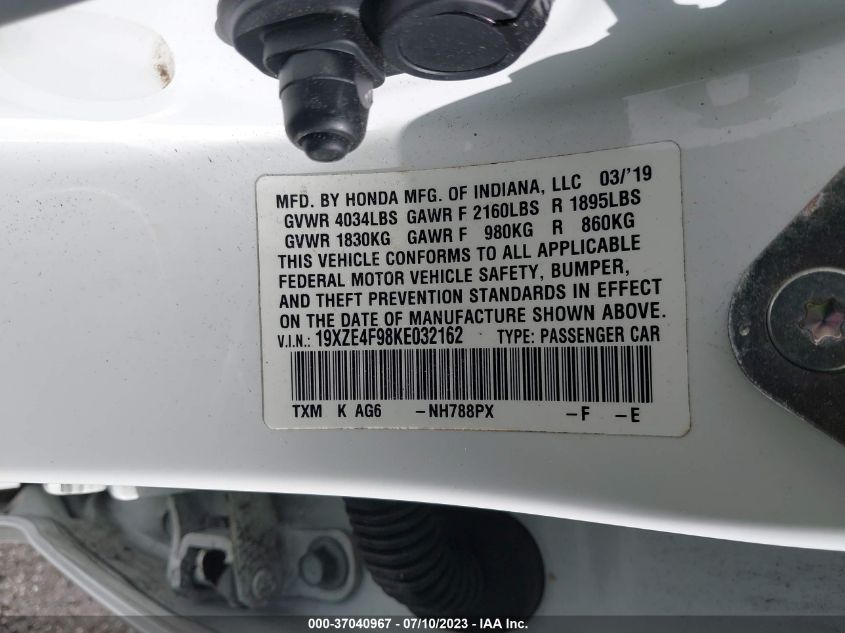 MFD. BY HONDA MFG. OF INDIANA, LLC 03/'19
GVWR 4034LBS GAWR F 2160LBS R 1895LBS
GVWR 1830KG GAWR F 980KG R 860KG
THIS VEHICLE CONFORMS TO ALL APPLICABLE
FEDERAL MOTOR VEHICLE SAFETY, BUMPER,
AND THEFT PREVENTION STANDARDS IN EFFECT
ON THE DATE OF MANUFACTURE SHOWN ABOVE.
V.I.N.: 19XZE4F98KE032162 TYPE: PASSENGER CAR
TXM K AG6 -NH788PX -F -E
000-37040967 - 07/10/2023 - IAA Inc.